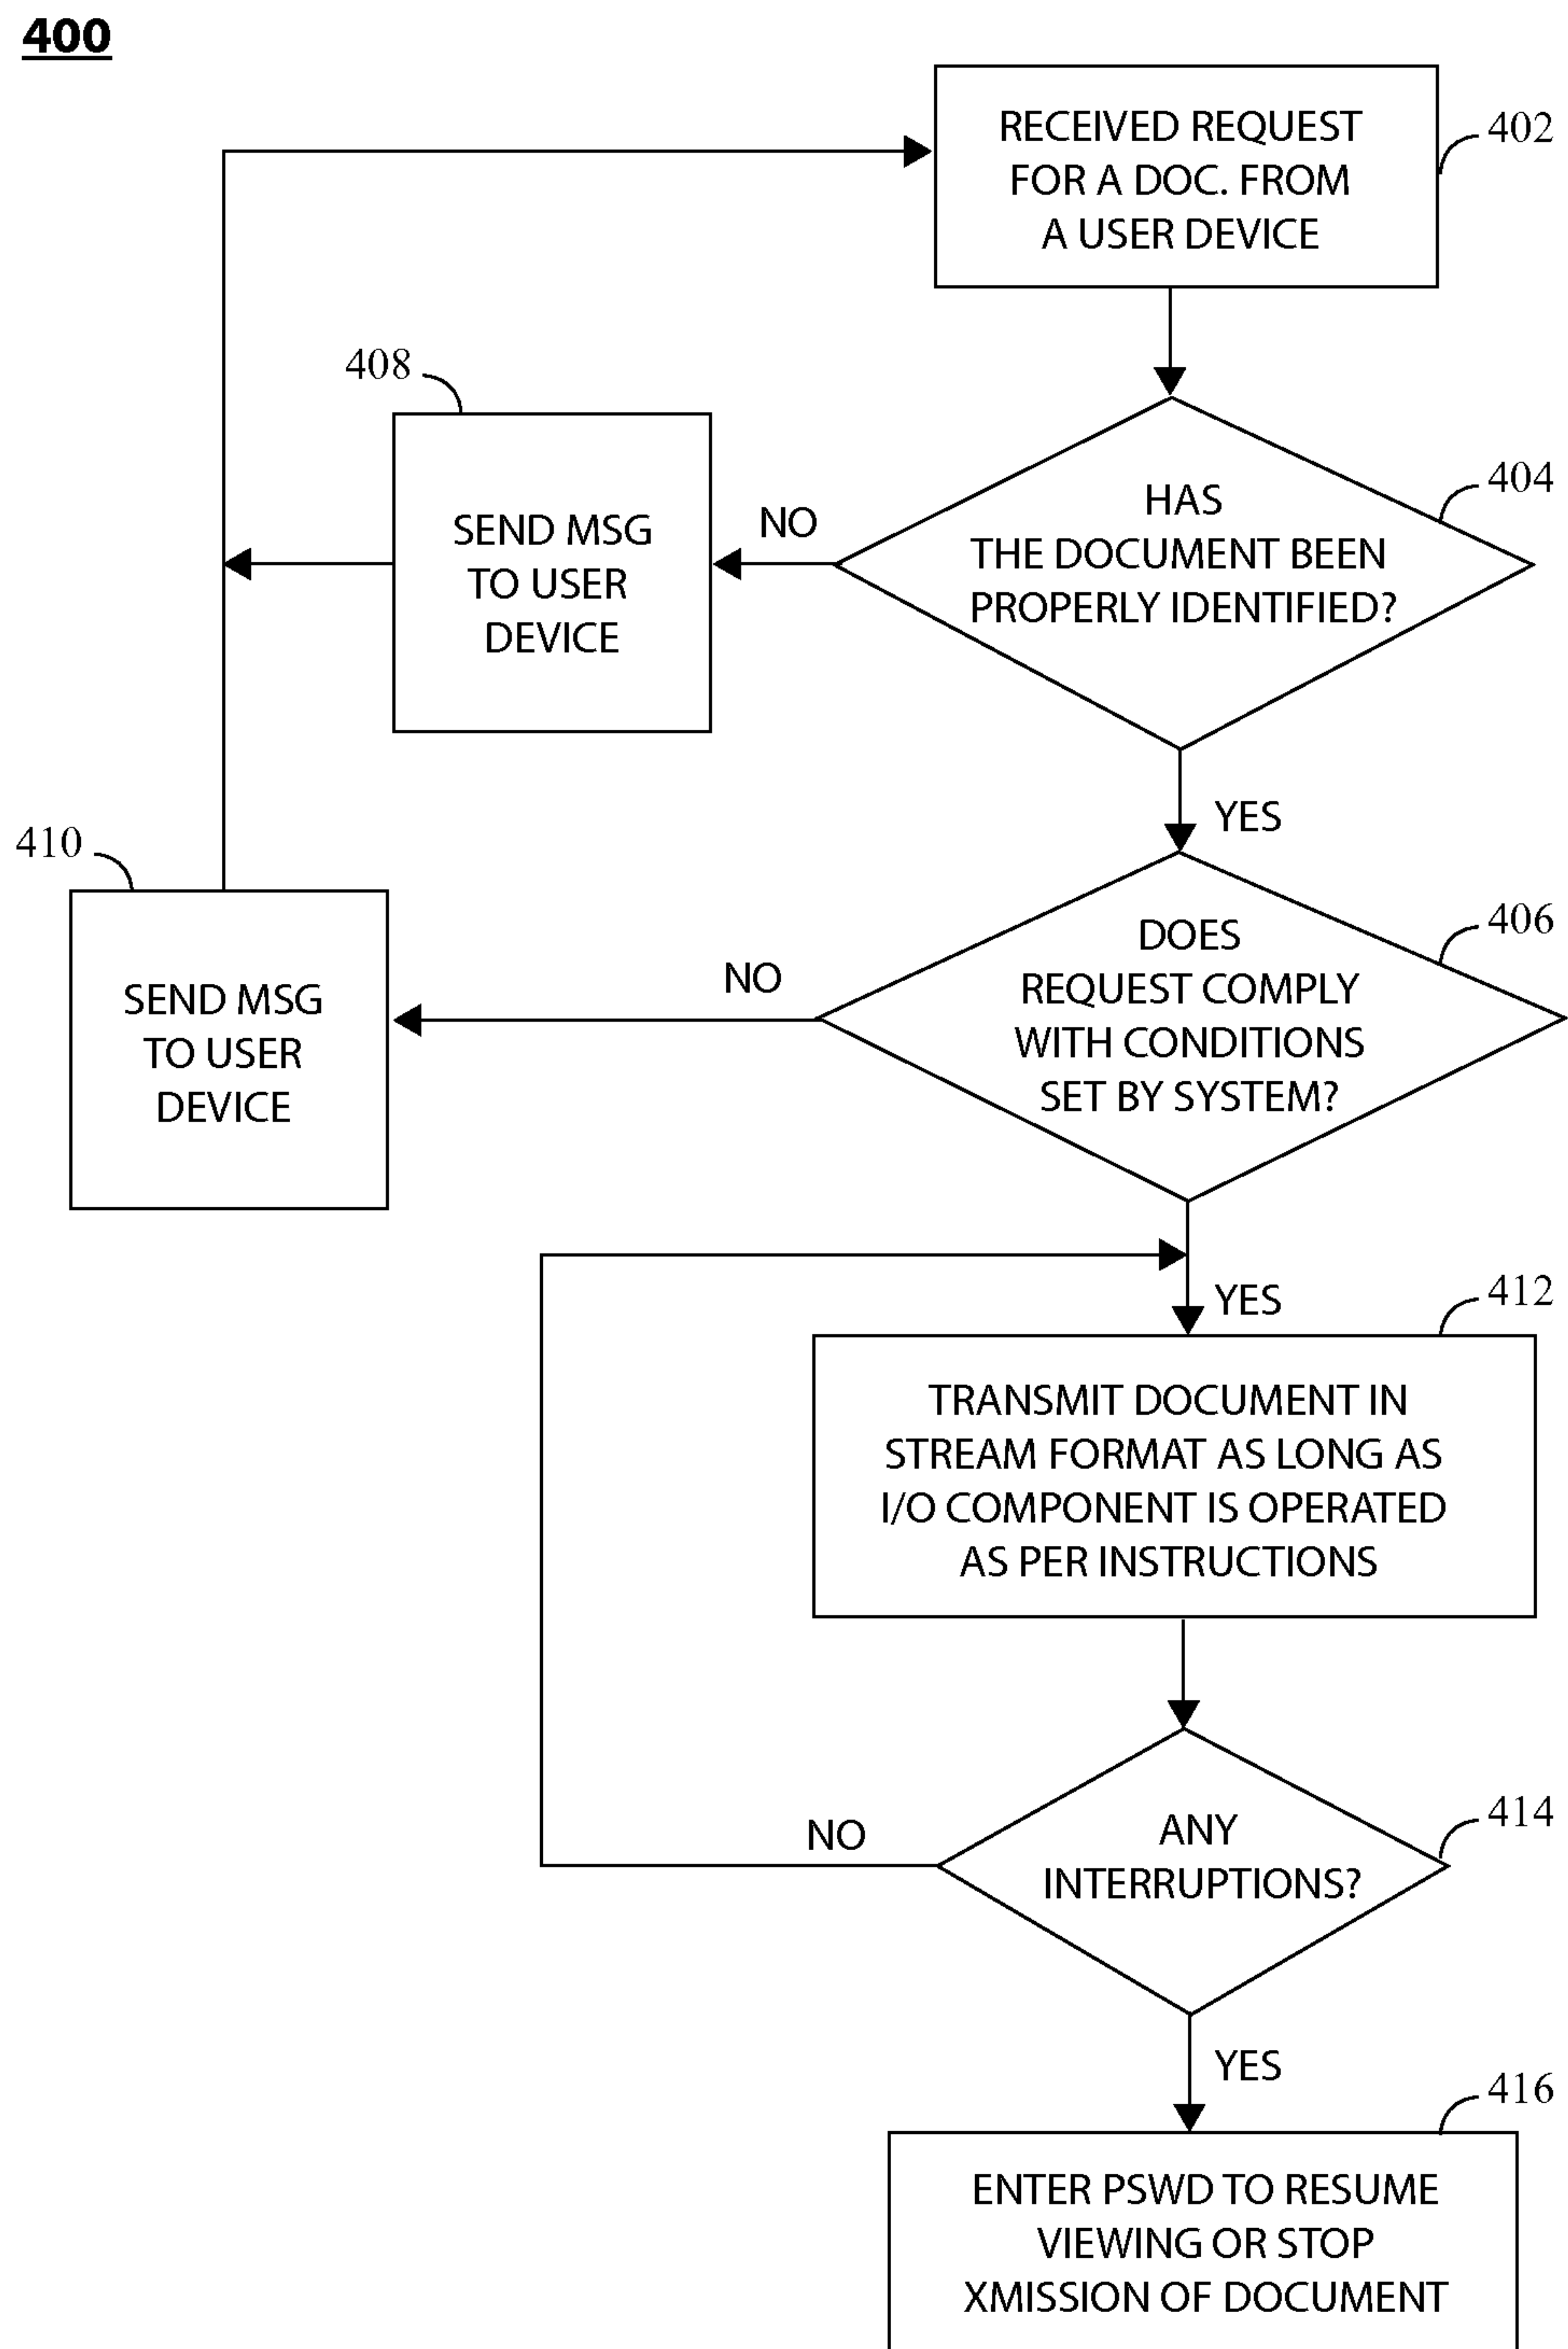 400
RECEIVED REQUEST
FOR A DOC. FROM
A USER DEVICE
402
408
SEND MSG
TO USER
DEVICE
NO
HAS
THE DOCUMENT BEEN
PROPERLY IDENTIFIED?
404
YES
410
SEND MSG
TO USER
DEVICE
NO
DOES
REQUEST COMPLY
WITH CONDITIONS
SET BY SYSTEM?
406
YES
412
TRANSMIT DOCUMENT IN
STREAM FORMAT AS LONG AS
I/O COMPONENT IS OPERATED
AS PER INSTRUCTIONS
NO
ANY
INTERRUPTIONS?
414
YES
416
ENTER PSWD TO RESUME
VIEWING OR STOP
XMISSION OF DOCUMENT